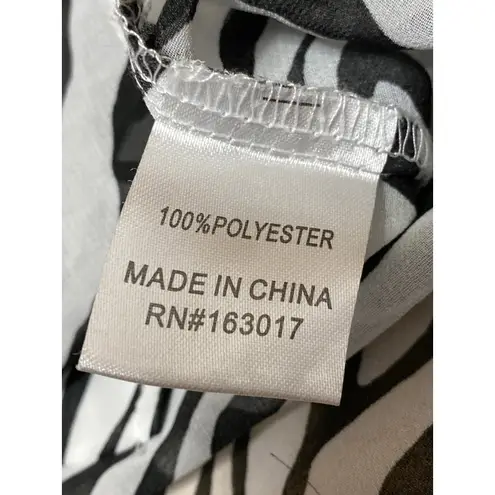 100%POLYESTER
MADE IN CHINA
RN#163017